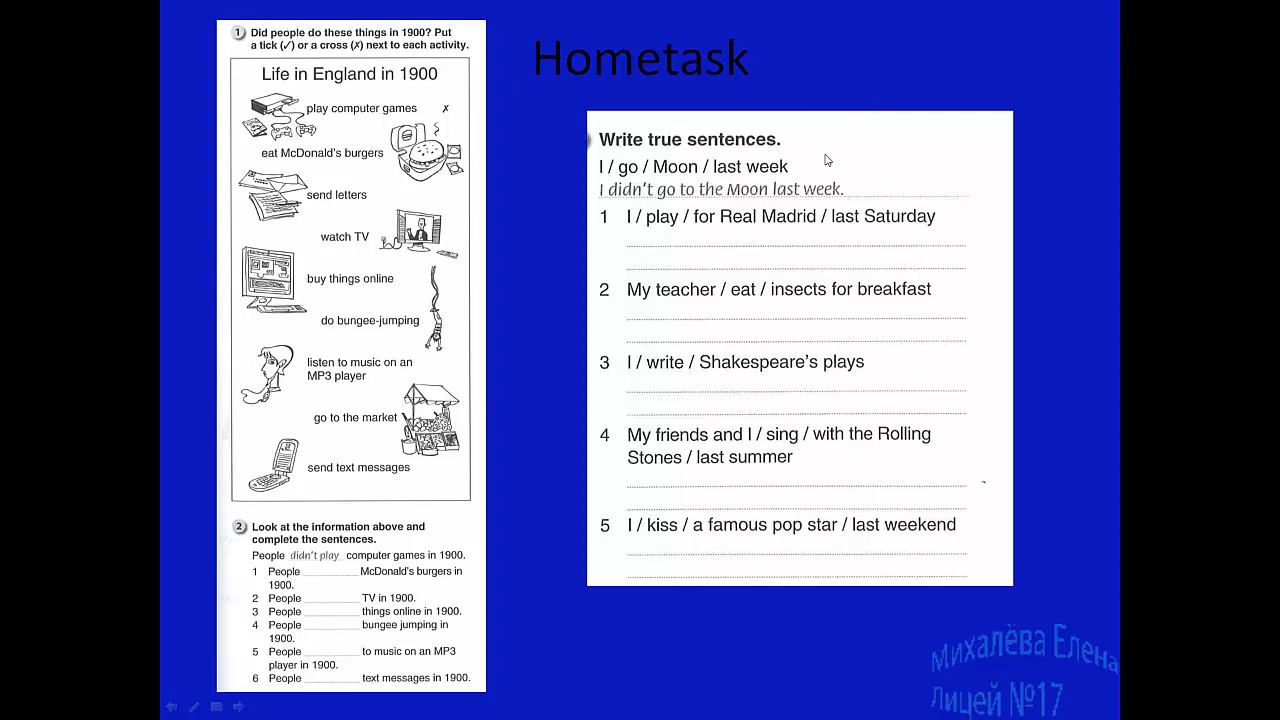 Hometask
1 Did people do these things in 1900? Put
a tick (✓) or a cross (✗) next to each activity.
Life in England in 1900
play computer games ✗
eat McDonald's burgers
send letters
watch TV
buy things online
do bungee-jumping
listen to music on an
MP3 player
go to the market
send text messages
2 Look at the information above and
complete the sentences.
People didn't play computer games in 1900.
1 People ________ McDonald's burgers in
1900.
2 People ________ TV in 1900.
3 People ________ things online in 1900.
4 People ________ bungee jumping in
1900.
5 People ________ to music on an MP3
player in 1900.
6 People ________ text messages in 1900.
Write true sentences.
I / go / Moon / last week
I didn't go to the Moon last week.
1 I / play / for Real Madrid / last Saturday
2 My teacher / eat / insects for breakfast
3 I / write / Shakespeare's plays
4 My friends and I / sing / with the Rolling
Stones / last summer
5 I / kiss / a famous pop star / last weekend
Михалёва Елена
Лицей №17